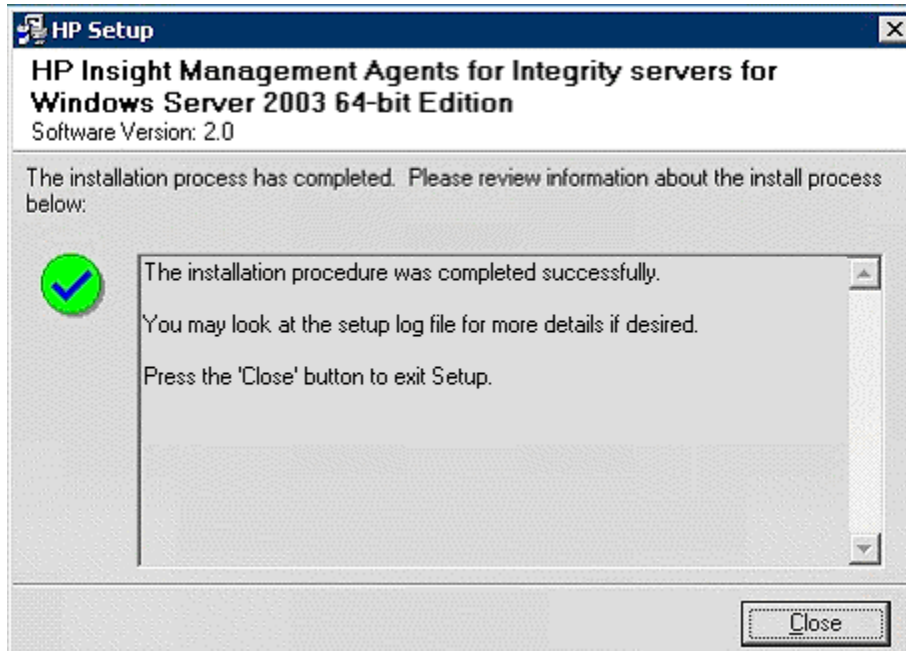 HP Setup
HP Insight Management Agents for Integrity servers for
Windows Server 2003 64-bit Edition
Software Version: 2.0
The installation process has completed. Please review information about the install process
below:
The installation procedure was completed successfully.
You may look at the setup log file for more details if desired.
Press the 'Close' button to exit Setup.
Close